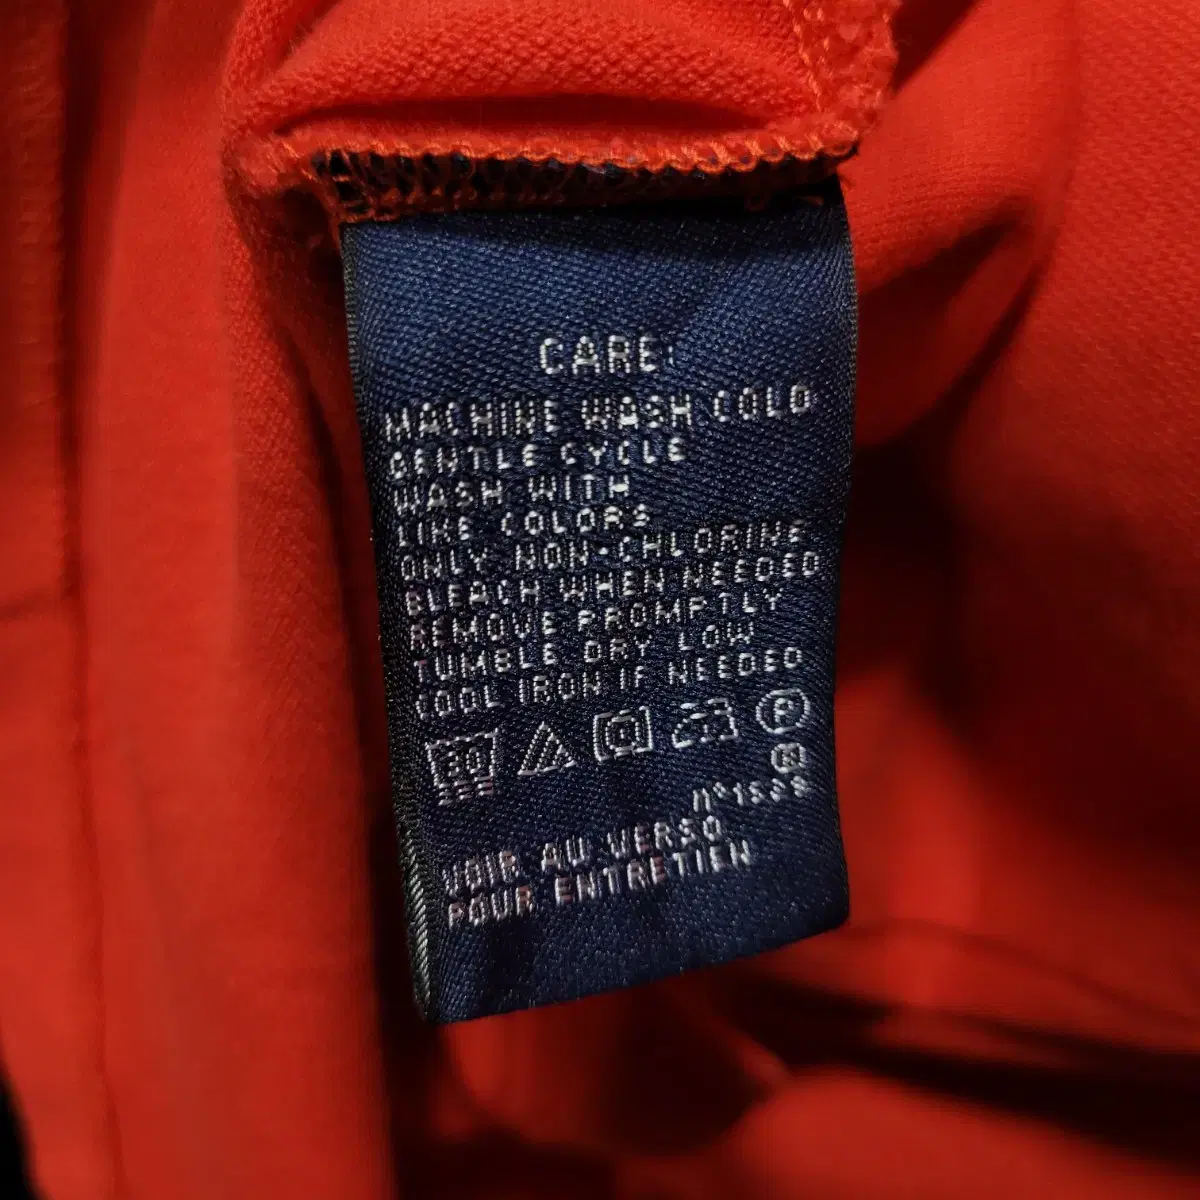 CARE:
MACHINE WASH COLD
GENTLE CYCLE
WASH WITH
LIKE COLORS
ONLY NON-CHLORINE
BLEACH WHEN NEEDED
REMOVE PROMPTLY
TUMBLE DRY LOW
COOL IRON IF NEEDED
30 P
VOIR AU VERSO
POUR ENTRETIEN